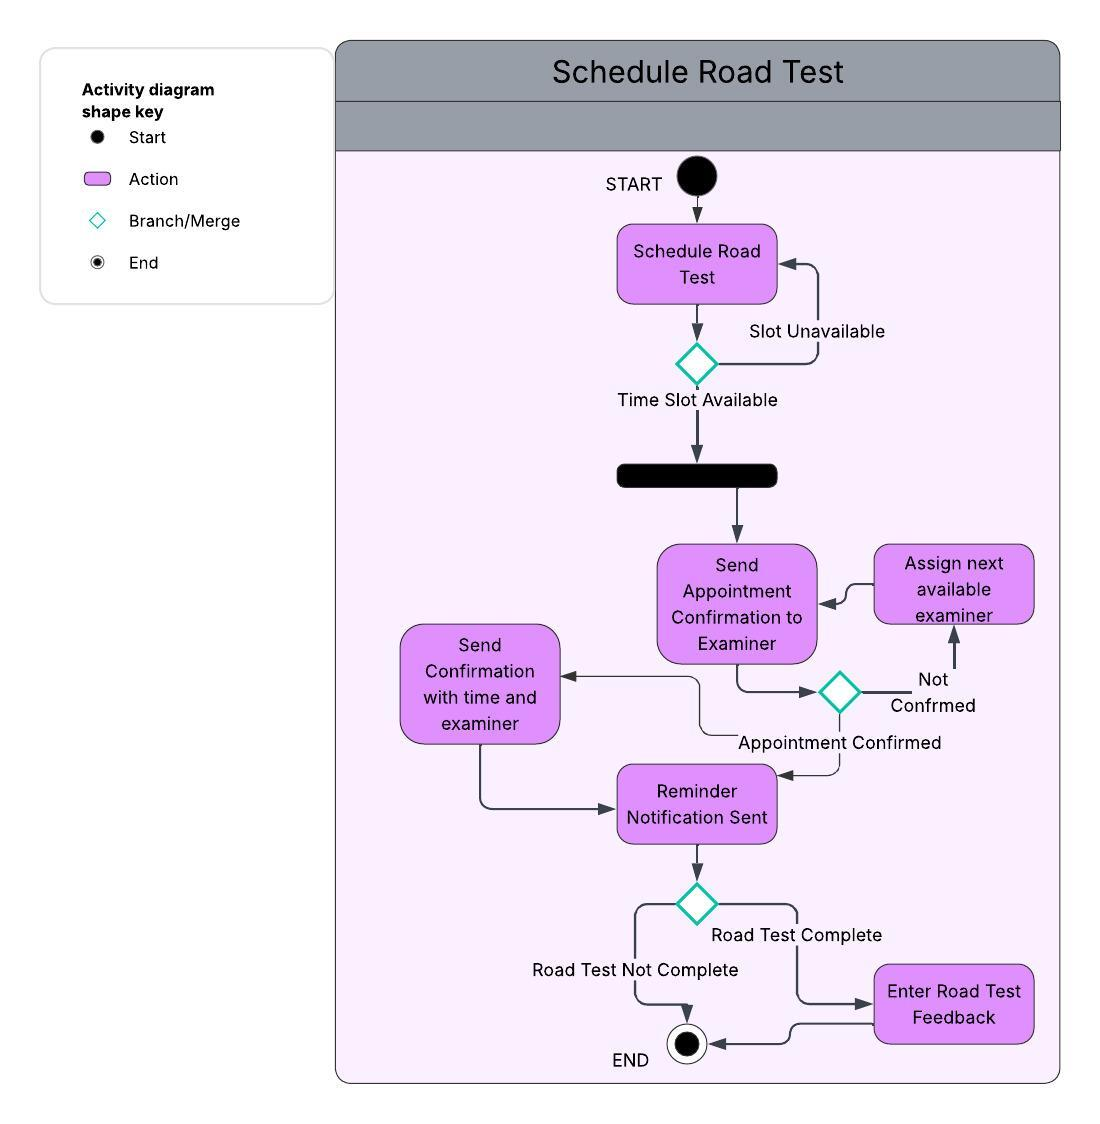 Schedule Road Test
Activity diagram
shape key
Start
Action
Branch/Merge
End
START
Schedule Road
Test
Slot Unavailable
Time Slot Available
Send
Appointment
Confirmation to
Examiner
Assign next
available
examiner
Send
Confirmation
with time and
examiner
Not
Confrmed
Appointment Confirmed
Reminder
Notification Sent
Road Test Complete
Road Test Not Complete
Enter Road Test
Feedback
END